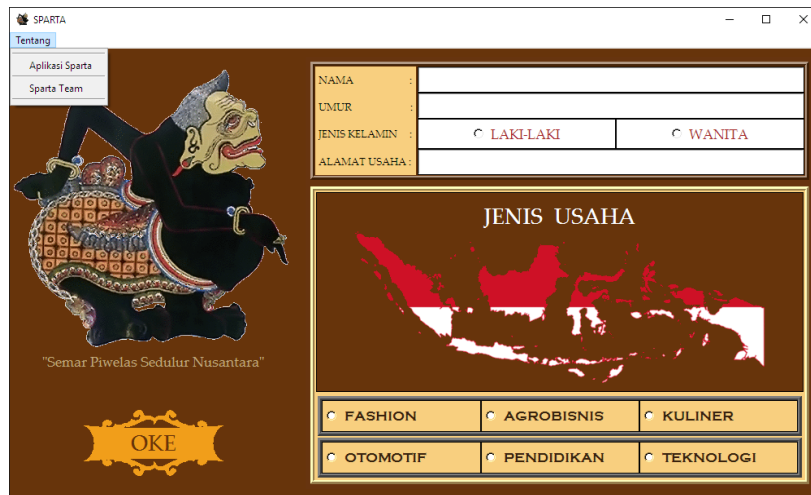 SPARTA
Tentang
Aplikasi Sparta
Sparta Team
NAMA :
UMUR :
JENIS KELAMIN : LAKI-LAKI WANITA
ALAMAT USAHA :
JENIS USAHA
"Semar Piwelas Sedulur Nusantara"
OKE
FASHION AGROBISNIS KULINER
OTOMOTIF PENDIDIKAN TEKNOLOGI